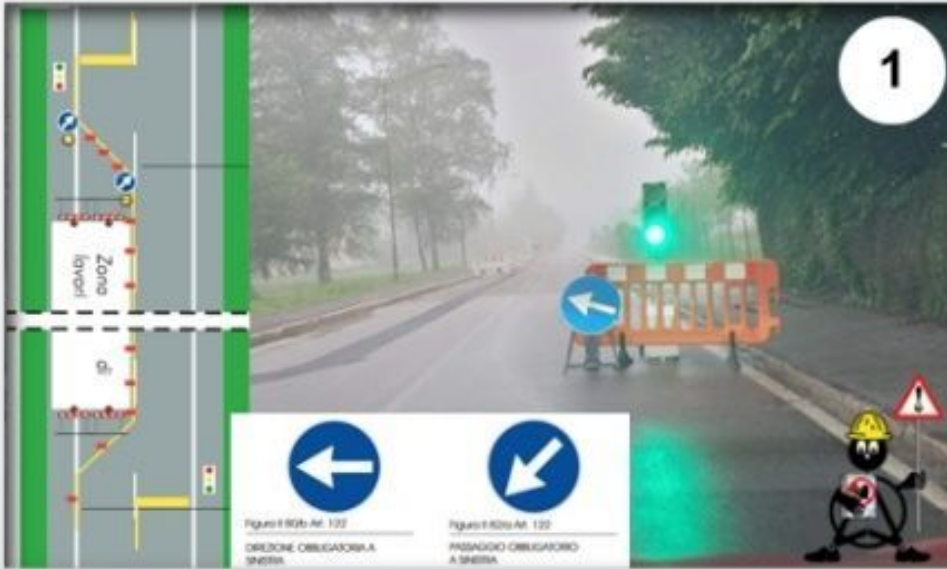 1
Zona
lavori
di
Figura II 80/b Art. 122
DIREZIONE OBBLIGATORIA A
SINISTRA
Figura II 82/a Art. 122
PASSAGGIO OBBLIGATORIO
A SINISTRA